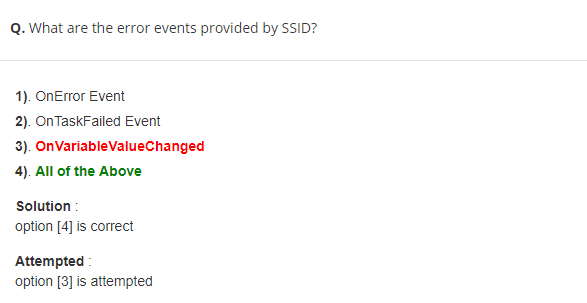 Q. What are the error events provided by SSID?
1). OnError Event
2). OnTaskFailed Event
3). OnVariableValueChanged
4). All of the Above
Solution :
option [4] is correct
Attempted :
option [3] is attempted